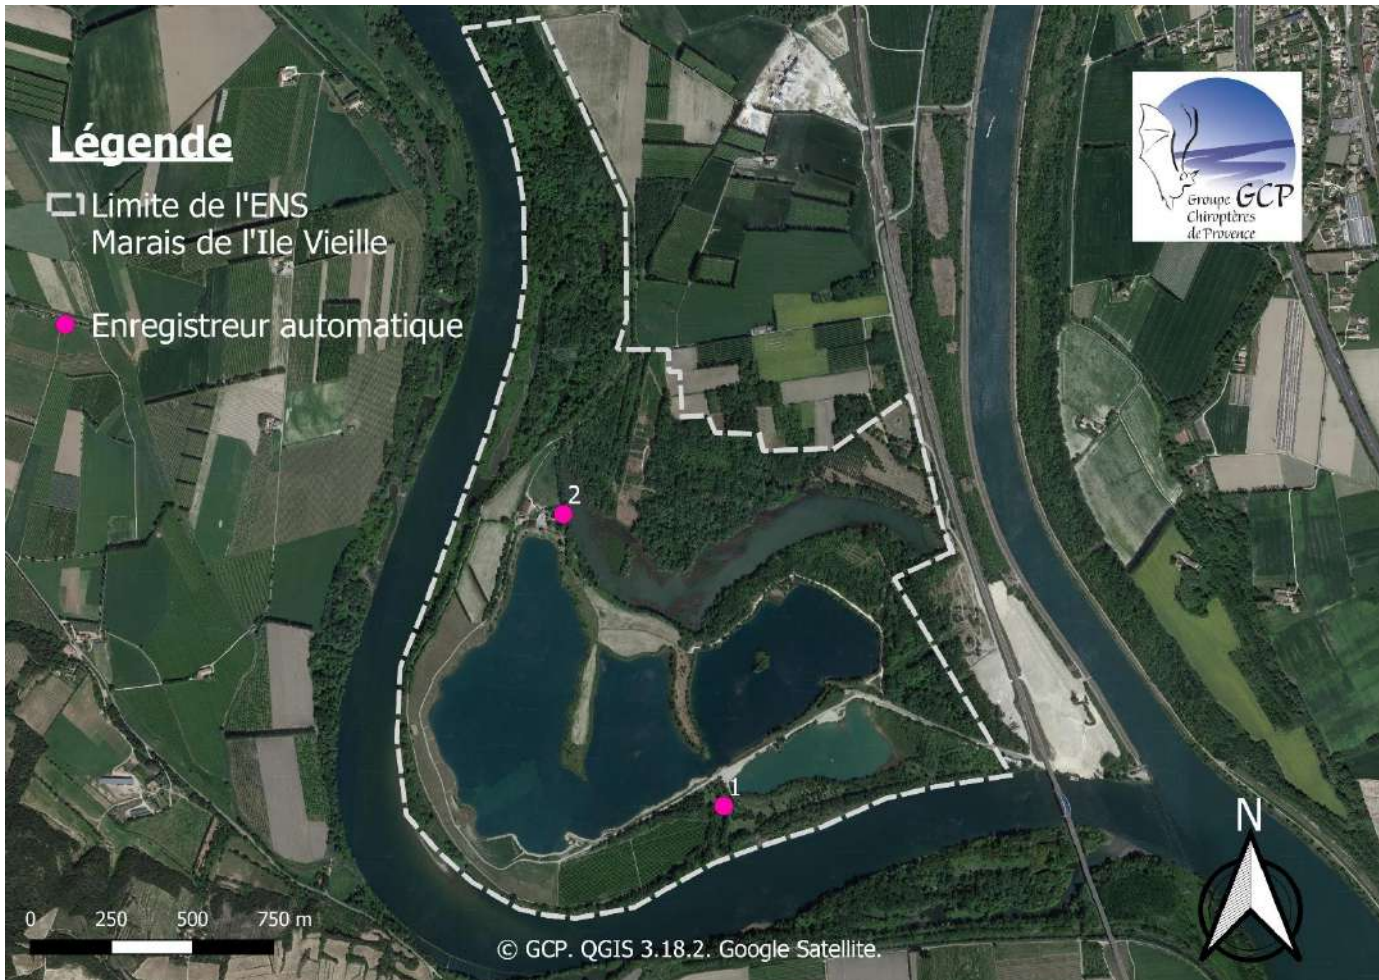 Légende
Limite de l'ENS
Marais de l'Ile Vieille
Enregistreur automatique
Groupe GCP
Chiroptères
de Provence
2
1
N
0 250 500 750 m
© GCP. QGIS 3.18.2. Google Satellite.